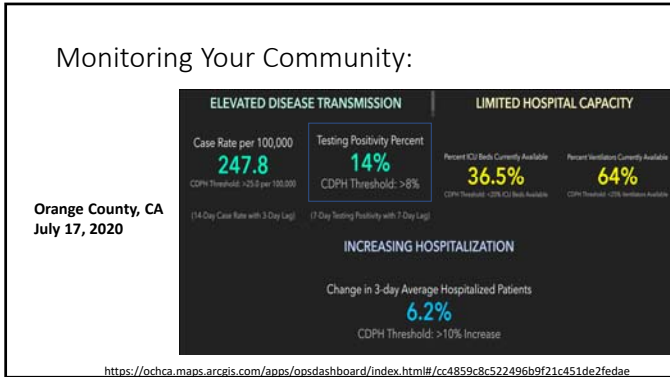 Monitoring Your Community:
ELEVATED DISEASE TRANSMISSION
LIMITED HOSPITAL CAPACITY
Case Rate per 100,000
247.8
CDPH Threshold: >25.0 per 100,000
(14-Day Case Rate with 3-Day Lag)
Testing Positivity Percent
14%
CDPH Threshold: >8%
(7-Day Testing Positivity with 7-Day Lag)
Percent ICU Beds Currently Available
36.5%
CDPH Threshold: <20% ICU Beds Available
Percent Ventilators Currently Available
64%
CDPH Threshold: <25% Ventilators Available
Orange County, CA
July 17, 2020
INCREASING HOSPITALIZATION
Change in 3-day Average Hospitalized Patients
6.2%
CDPH Threshold: >10% Increase
https://ochca.maps.arcgis.com/apps/opsdashboard/index.html#/cc4859c8c522496b9f21c451de2fedae